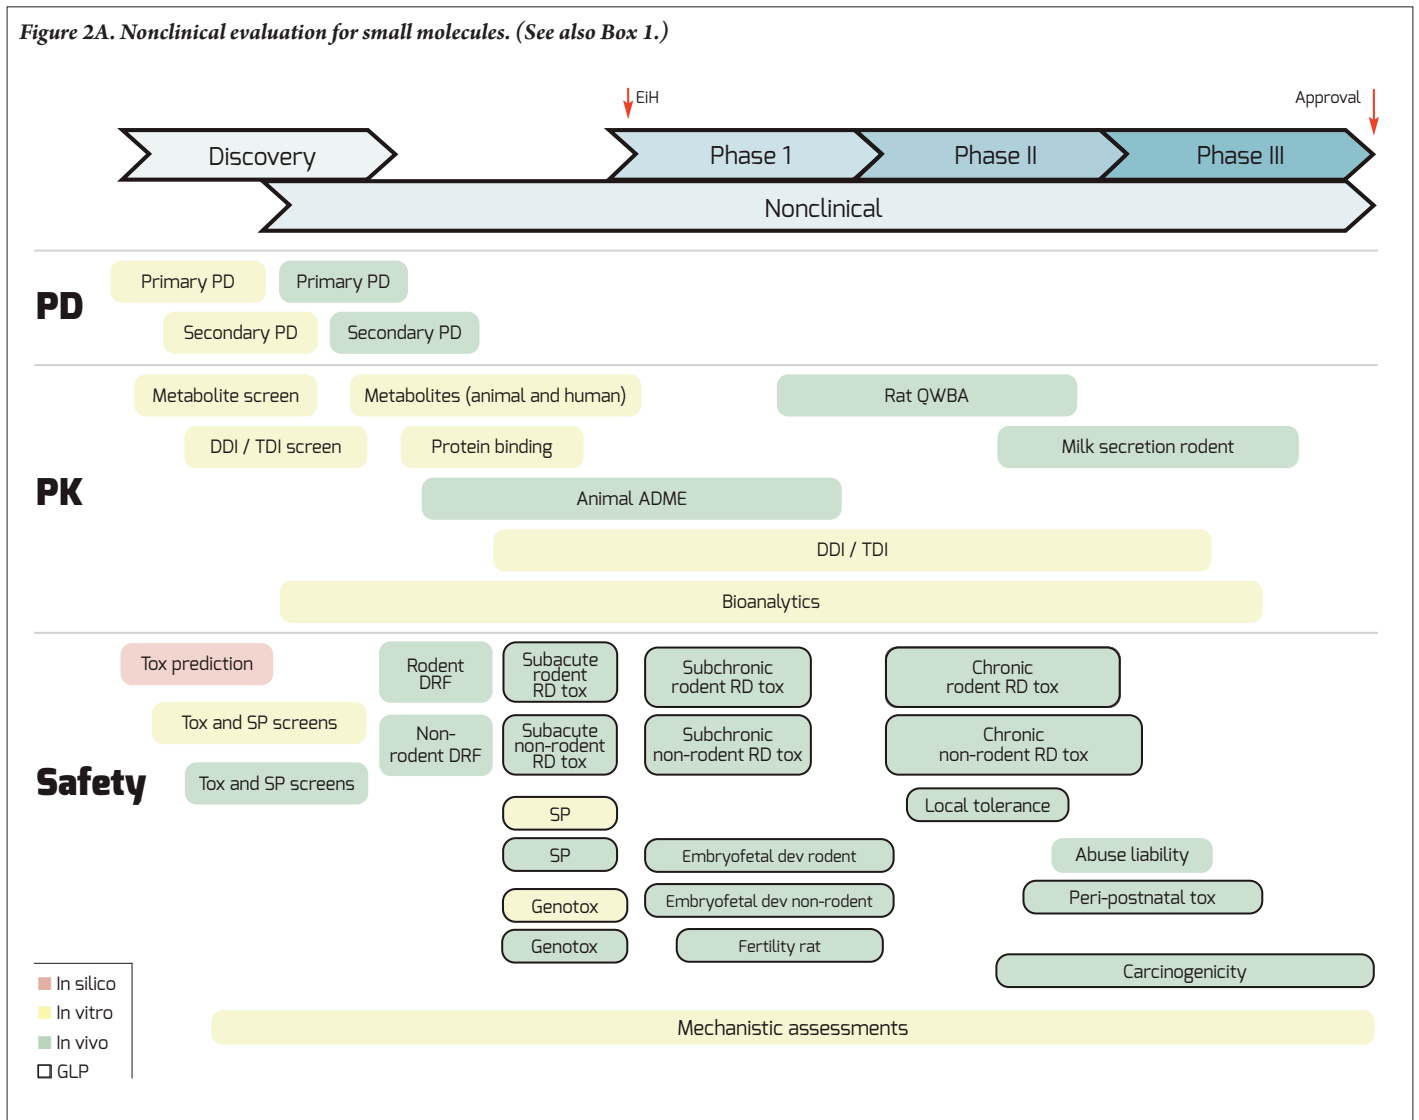 Figure 2A. Nonclinical evaluation for small molecules. (See also Box 1.)
EiH
Approval
Discovery
Phase 1
Phase II
Phase III
Nonclinical
PD
Primary PD
Primary PD
Secondary PD
Secondary PD
PK
Metabolite screen
Metabolites (animal and human)
Rat QWBA
DDI / TDI screen
Protein binding
Milk secretion rodent
Animal ADME
DDI / TDI
Bioanalytics
Safety
Tox prediction
Rodent
DRF
Subacute
rodent
RD tox
Subchronic
rodent RD tox
Chronic
rodent RD tox
Tox and SP screens
Non-
rodent DRF
Subacute
non-rodent
RD tox
Subchronic
non-rodent RD tox
Chronic
non-rodent RD tox
Tox and SP screens
SP
Local tolerance
SP
Embryofetal dev rodent
Abuse liability
Genotox
Embryofetal dev non-rodent
Peri-postnatal tox
Genotox
Fertility rat
Carcinogenicity
Mechanistic assessments
In silico
In vitro
In vivo
GLP